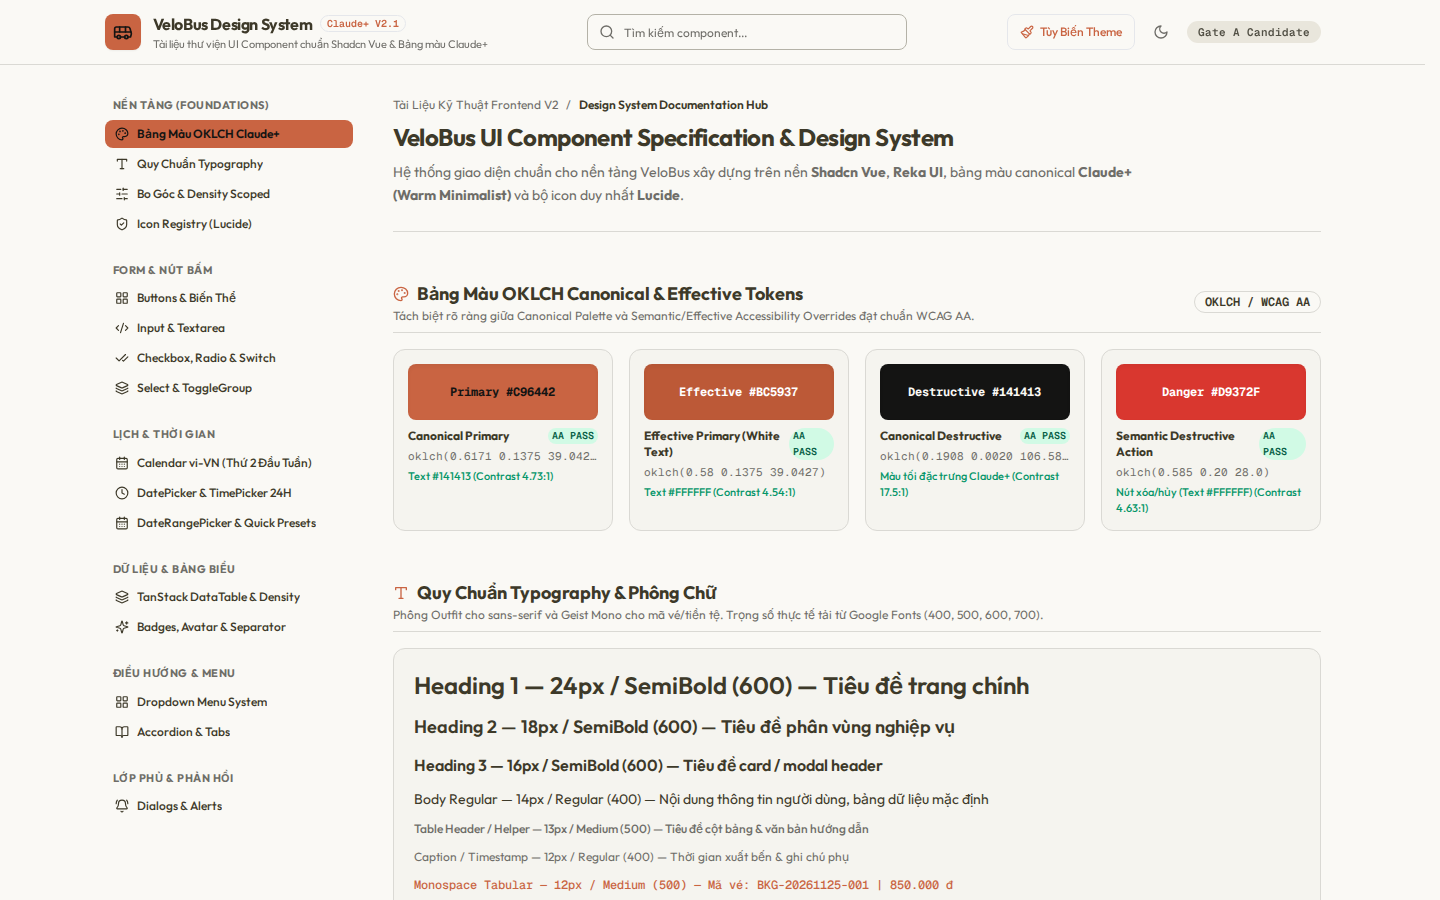 VeloBus Design System
Claude+ V2.1
Tài liệu thư viện UI Component chuẩn Shadcn Vue & Bảng màu Claude+
Tìm kiếm component...
Tùy Biến Theme
Gate A Candidate
NỀN TẢNG (FOUNDATIONS)
Bảng Màu OKLCH Claude+
Quy Chuẩn Typography
Bo Góc & Density Scoped
Icon Registry (Lucide)
FORM & NÚT BẤM
Buttons & Biến Thể
Input & Textarea
Checkbox, Radio & Switch
Select & ToggleGroup
LỊCH & THỜI GIAN
Calendar vi-VN (Thứ 2 Đầu Tuần)
DatePicker & TimePicker 24H
DateRangePicker & Quick Presets
DỮ LIỆU & BẢNG BIỂU
TanStack DataTable & Density
Badges, Avatar & Separator
ĐIỀU HƯỚNG & MENU
Dropdown Menu System
Accordion & Tabs
LỚP PHỦ & PHẢN HỒI
Dialogs & Alerts
Tài Liệu Kỹ Thuật Frontend V2 / Design System Documentation Hub
VeloBus UI Component Specification & Design System
Hệ thống giao diện chuẩn cho nền tảng VeloBus xây dựng trên nền Shadcn Vue, Reka UI, bảng màu canonical Claude+
(Warm Minimalist) và bộ icon duy nhất Lucide.
Bảng Màu OKLCH Canonical & Effective Tokens
Tách biệt rõ ràng giữa Canonical Palette và Semantic/Effective Accessibility Overrides đạt chuẩn WCAG AA.
OKLCH / WCAG AA
Primary #C96442
Canonical Primary
AA PASS
oklch(0.6171 0.1375 39.042…
Text #141413 (Contrast 4.73:1)
Effective #BC5937
Effective Primary (White
Text)
AA
PASS
oklch(0.58 0.1375 39.0427)
Text #FFFFFF (Contrast 4.54:1)
Destructive #141413
Canonical Destructive
AA PASS
oklch(0.1908 0.0020 106.58…
Màu tối đặc trưng Claude+ (Contrast
17.5:1)
Danger #D9372F
Semantic Destructive
Action
AA
PASS
oklch(0.585 0.20 28.0)
Nút xóa/hủy (Text #FFFFFF) (Contrast
4.63:1)
Quy Chuẩn Typography & Phông Chữ
Phông Outfit cho sans-serif và Geist Mono cho mã vé/tiền tệ. Trọng số thực tế tải từ Google Fonts (400, 500, 600, 700).
Heading 1 — 24px / SemiBold (600) — Tiêu đề trang chính
Heading 2 — 18px / SemiBold (600) — Tiêu đề phân vùng nghiệp vụ
Heading 3 — 16px / SemiBold (600) — Tiêu đề card / modal header
Body Regular — 14px / Regular (400) — Nội dung thông tin người dùng, bảng dữ liệu mặc định
Table Header / Helper — 13px / Medium (500) — Tiêu đề cột bảng & văn bản hướng dẫn
Caption / Timestamp — 12px / Regular (400) — Thời gian xuất bến & ghi chú phụ
Monospace Tabular — 12px / Medium (500) — Mã vé: BKG-20261125-001 | 850.000 đ